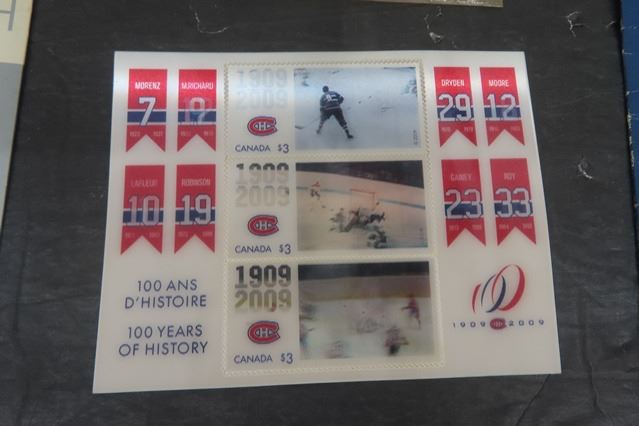 MORENZ
7
M.RICHARD
9
LAFLEUR
10
ROBINSON
19
100 ANS
D'HISTOIRE
100 YEARS
OF HISTORY
1909
2009
CANADA $3
1909
2009
CANADA $3
1909
2009
CANADA $3
DRYDEN
29
MOORE
12
GAINEY
23
ROY
33
1909 2009